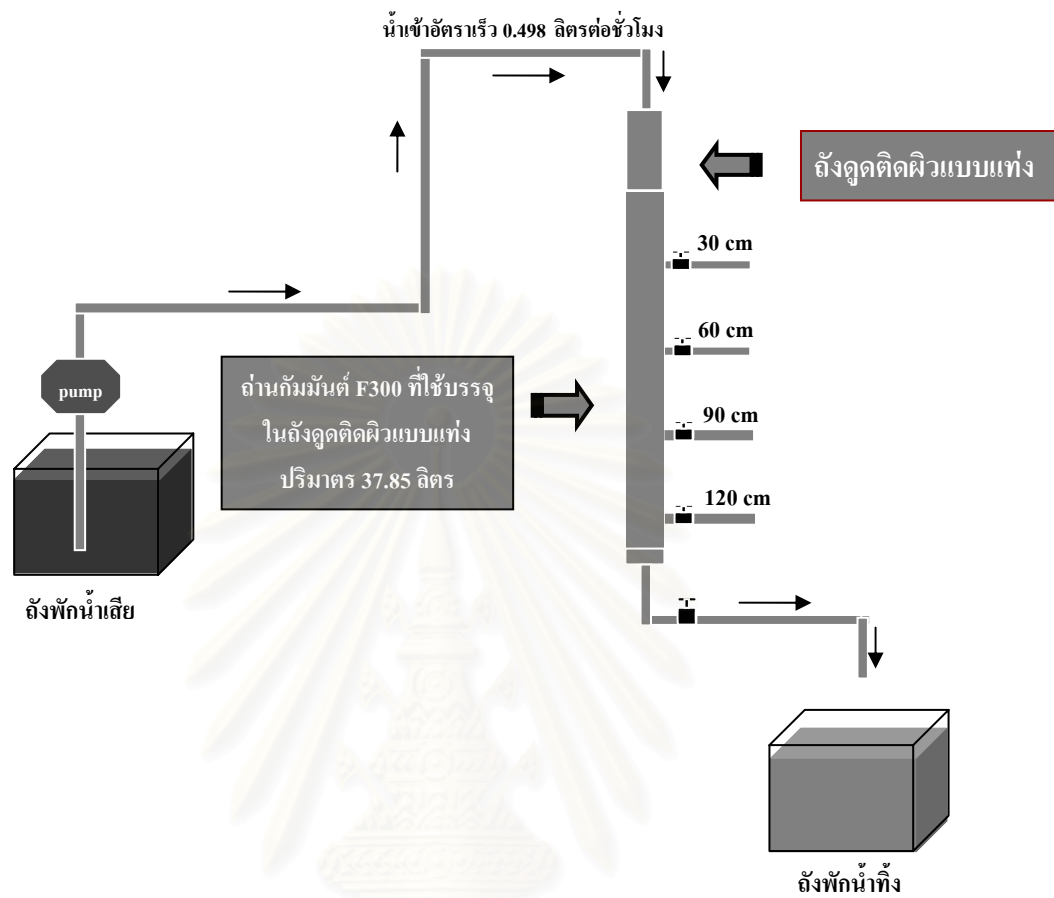 น้ำเข้าอัตราเร็ว 0.498 ลิตรต่อชั่วโมง
ถังดูดติดผิวแบบแท่ง
30 cm
60 cm
pump
ถ่านกัมมันต์ F300 ที่ใช้บรรจุ
ในถังดูดติดผิวแบบแท่ง
ปริมาตร 37.85 ลิตร
90 cm
120 cm
ถังพักน้ำเสีย
ถังพักน้ำทิ้ง